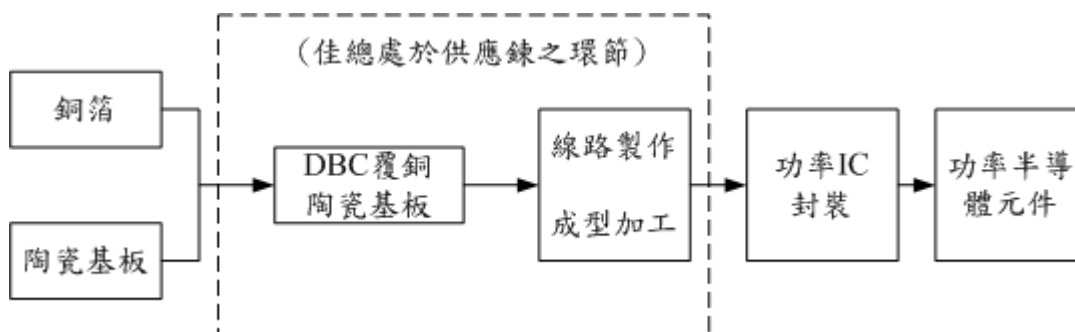 (佳總處於供應鍊之環節)
銅箔
陶瓷基板
DBC覆銅
陶瓷基板
線路製作
成型加工
功率IC
封裝
功率半導
體元件